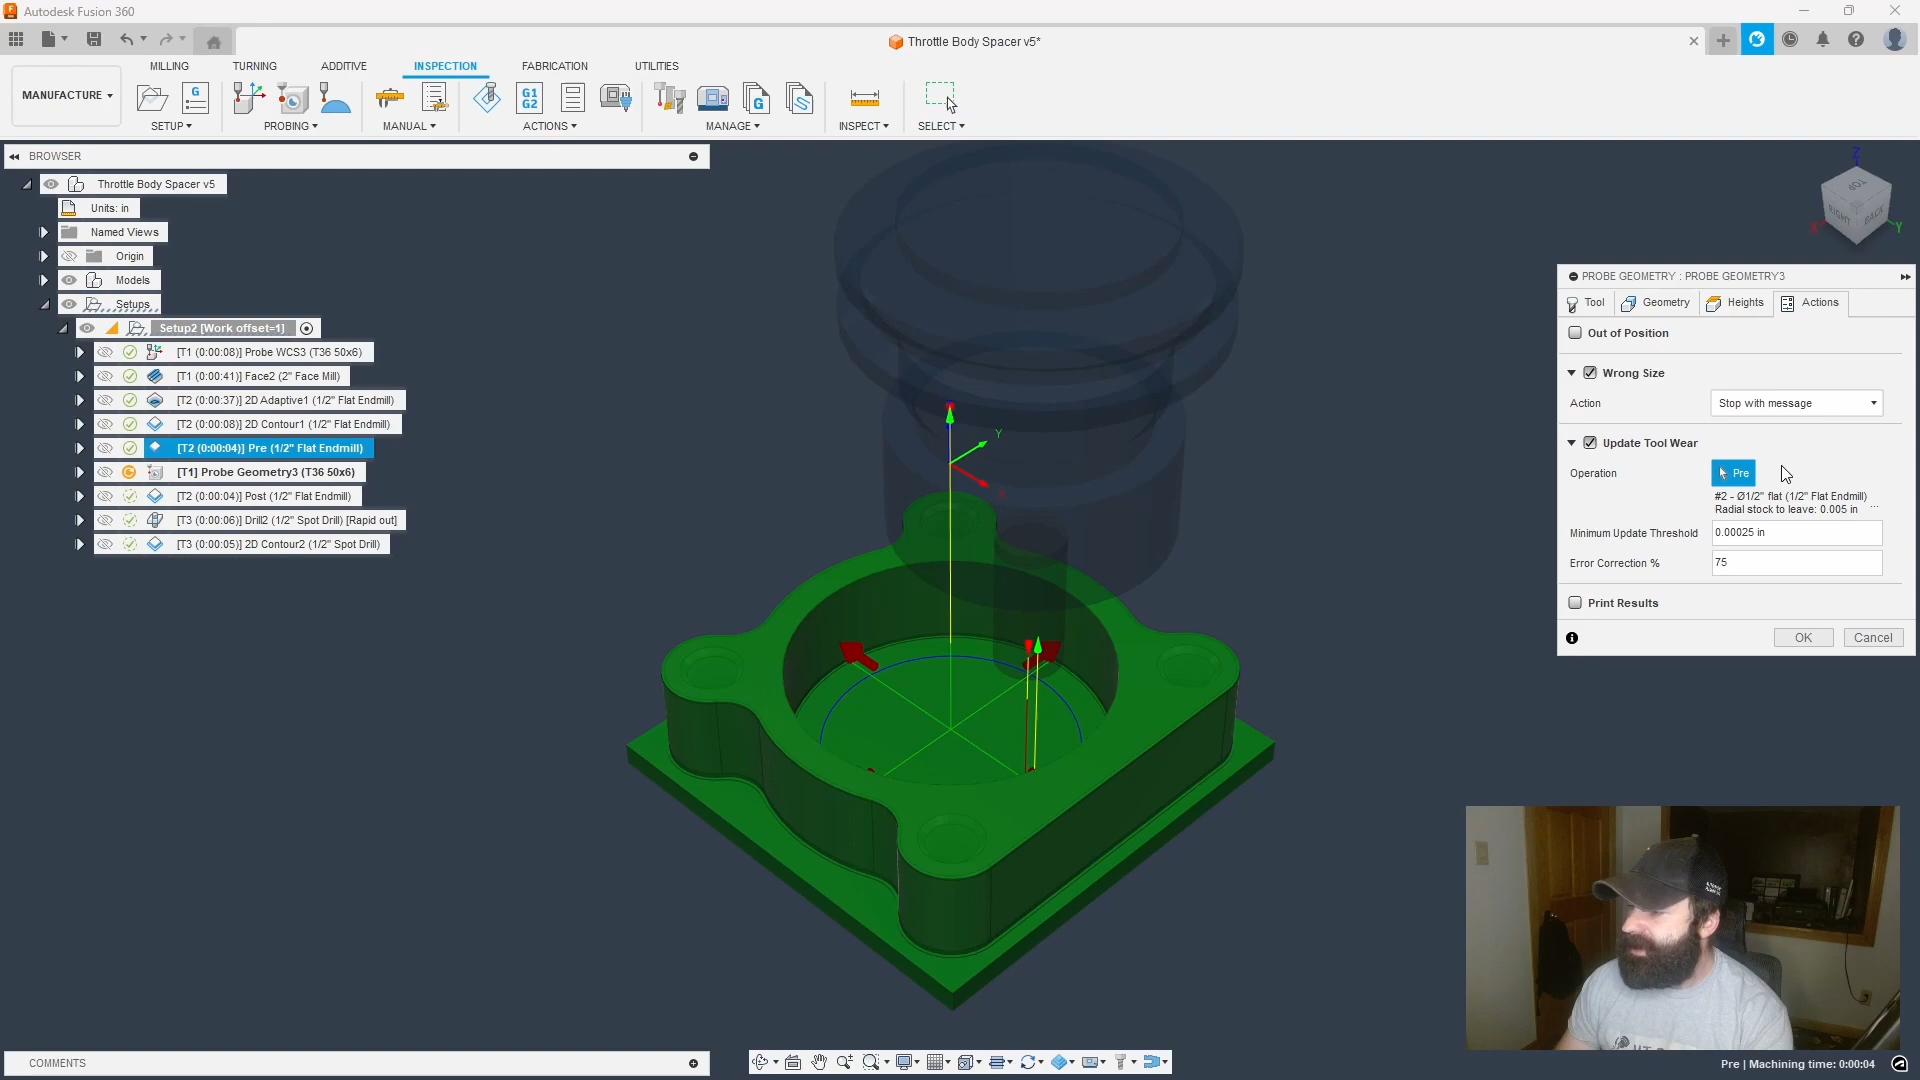 Autodesk Fusion 360
Throttle Body Spacer v5*
MILLING
TURNING
ADDITIVE
INSPECTION
FABRICATION
UTILITIES
MANUFACTURE
SETUP
PROBING
MANUAL
ACTIONS
MANAGE
INSPECT
SELECT
G
G1
G2
G
BROWSER
Throttle Body Spacer v5
Units: in
Named Views
Origin
Models
Setups
Setup2 [Work offset=1]
[T1 (0:00:08)] Probe WCS3 (T36 50x6)
[T1 (0:00:41)] Face2 (2" Face Mill)
[T2 (0:00:37)] 2D Adaptive1 (1/2" Flat Endmill)
[T2 (0:00:08)] 2D Contour1 (1/2" Flat Endmill)
[T2 (0:00:04)] Pre (1/2" Flat Endmill)
[T1] Probe Geometry3 (T36 50x6)
[T2 (0:00:04)] Post (1/2" Flat Endmill)
[T3 (0:00:06)] Drill2 (1/2" Spot Drill) [Rapid out]
[T3 (0:00:05)] 2D Contour2 (1/2" Spot Drill)
Z
TOP
RIGHT
BACK
X
Y
Y
X
PROBE GEOMETRY : PROBE GEOMETRY3
Tool
Geometry
Heights
Actions
Out of Position
Wrong Size
Action
Stop with message
Update Tool Wear
Operation
Pre
#2 - Ø1/2" flat (1/2" Flat Endmill)
Radial stock to leave: 0.005 in ...
Minimum Update Threshold
0.00025 in
Error Correction %
75
Print Results
OK
Cancel
COMMENTS
Pre | Machining time: 0:00:04